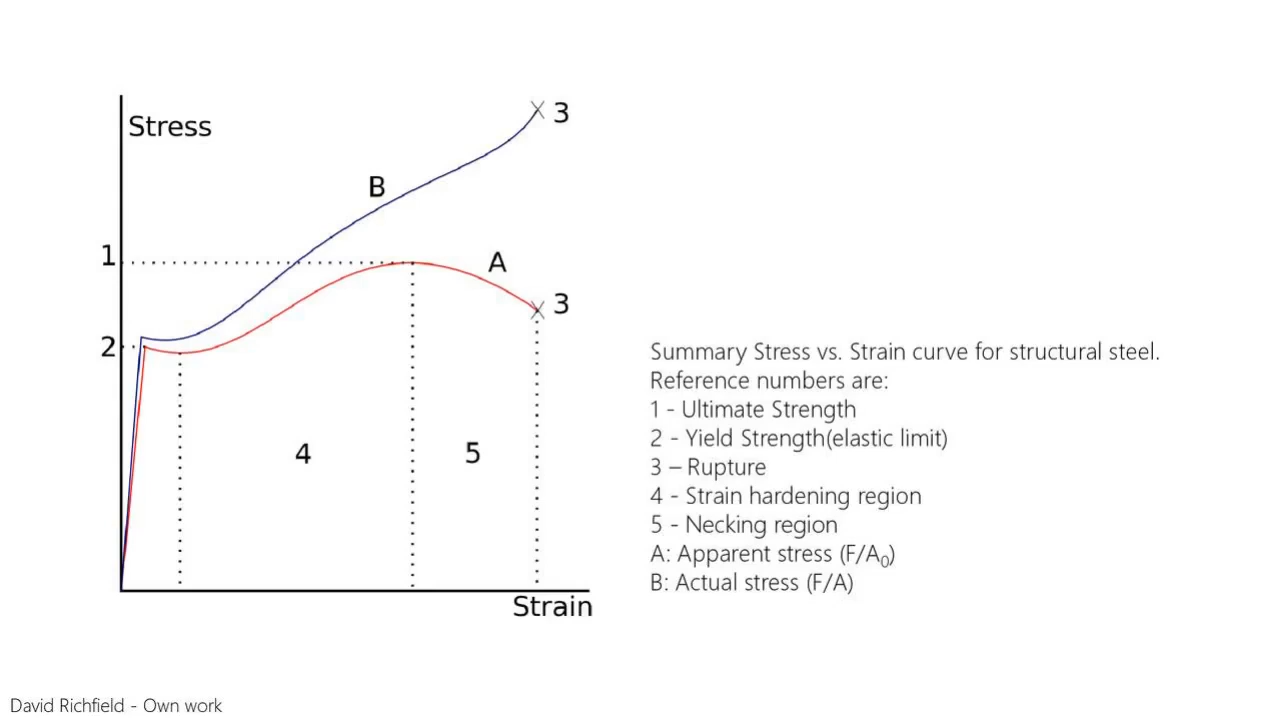 Stress
3
B
1
A
3
2
4
5
Strain
Summary Stress vs. Strain curve for structural steel.
Reference numbers are:
1 - Ultimate Strength
2 - Yield Strength(elastic limit)
3 – Rupture
4 - Strain hardening region
5 - Necking region
A: Apparent stress (F/A₀)
B: Actual stress (F/A)
David Richfield - Own work